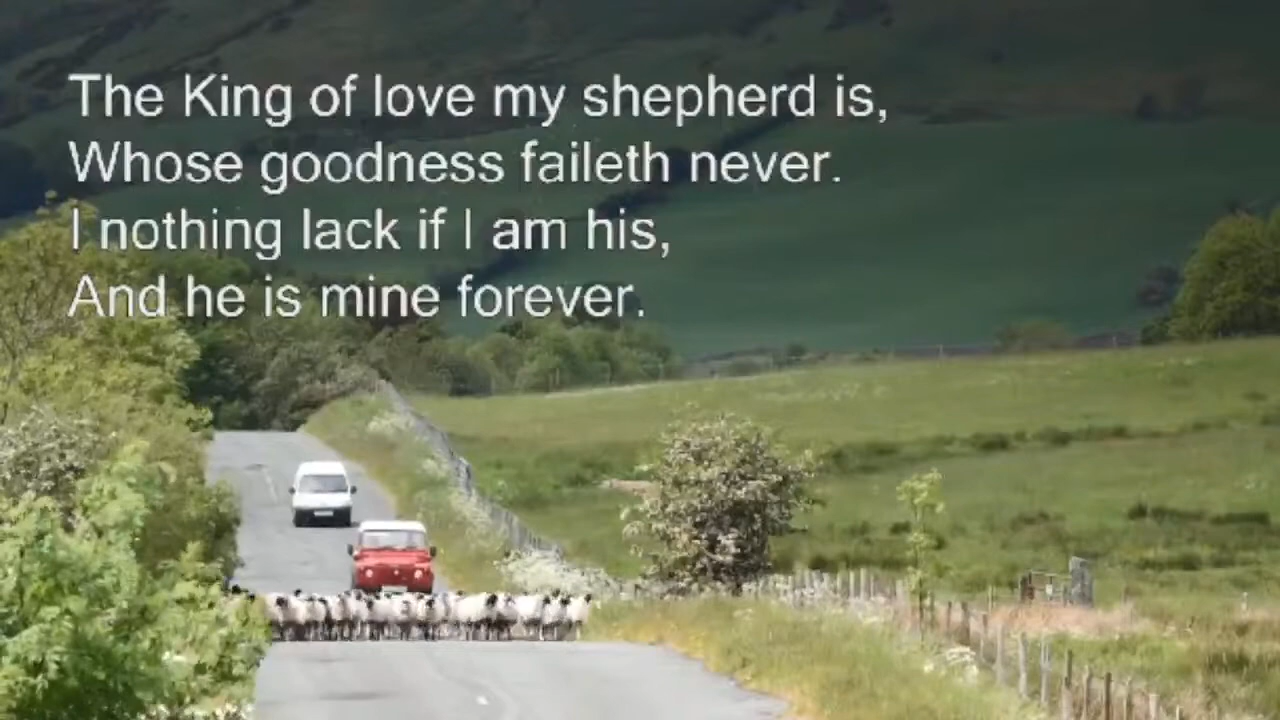 The King of love my shepherd is,
Whose goodness faileth never.
I nothing lack if I am his,
And he is mine forever.